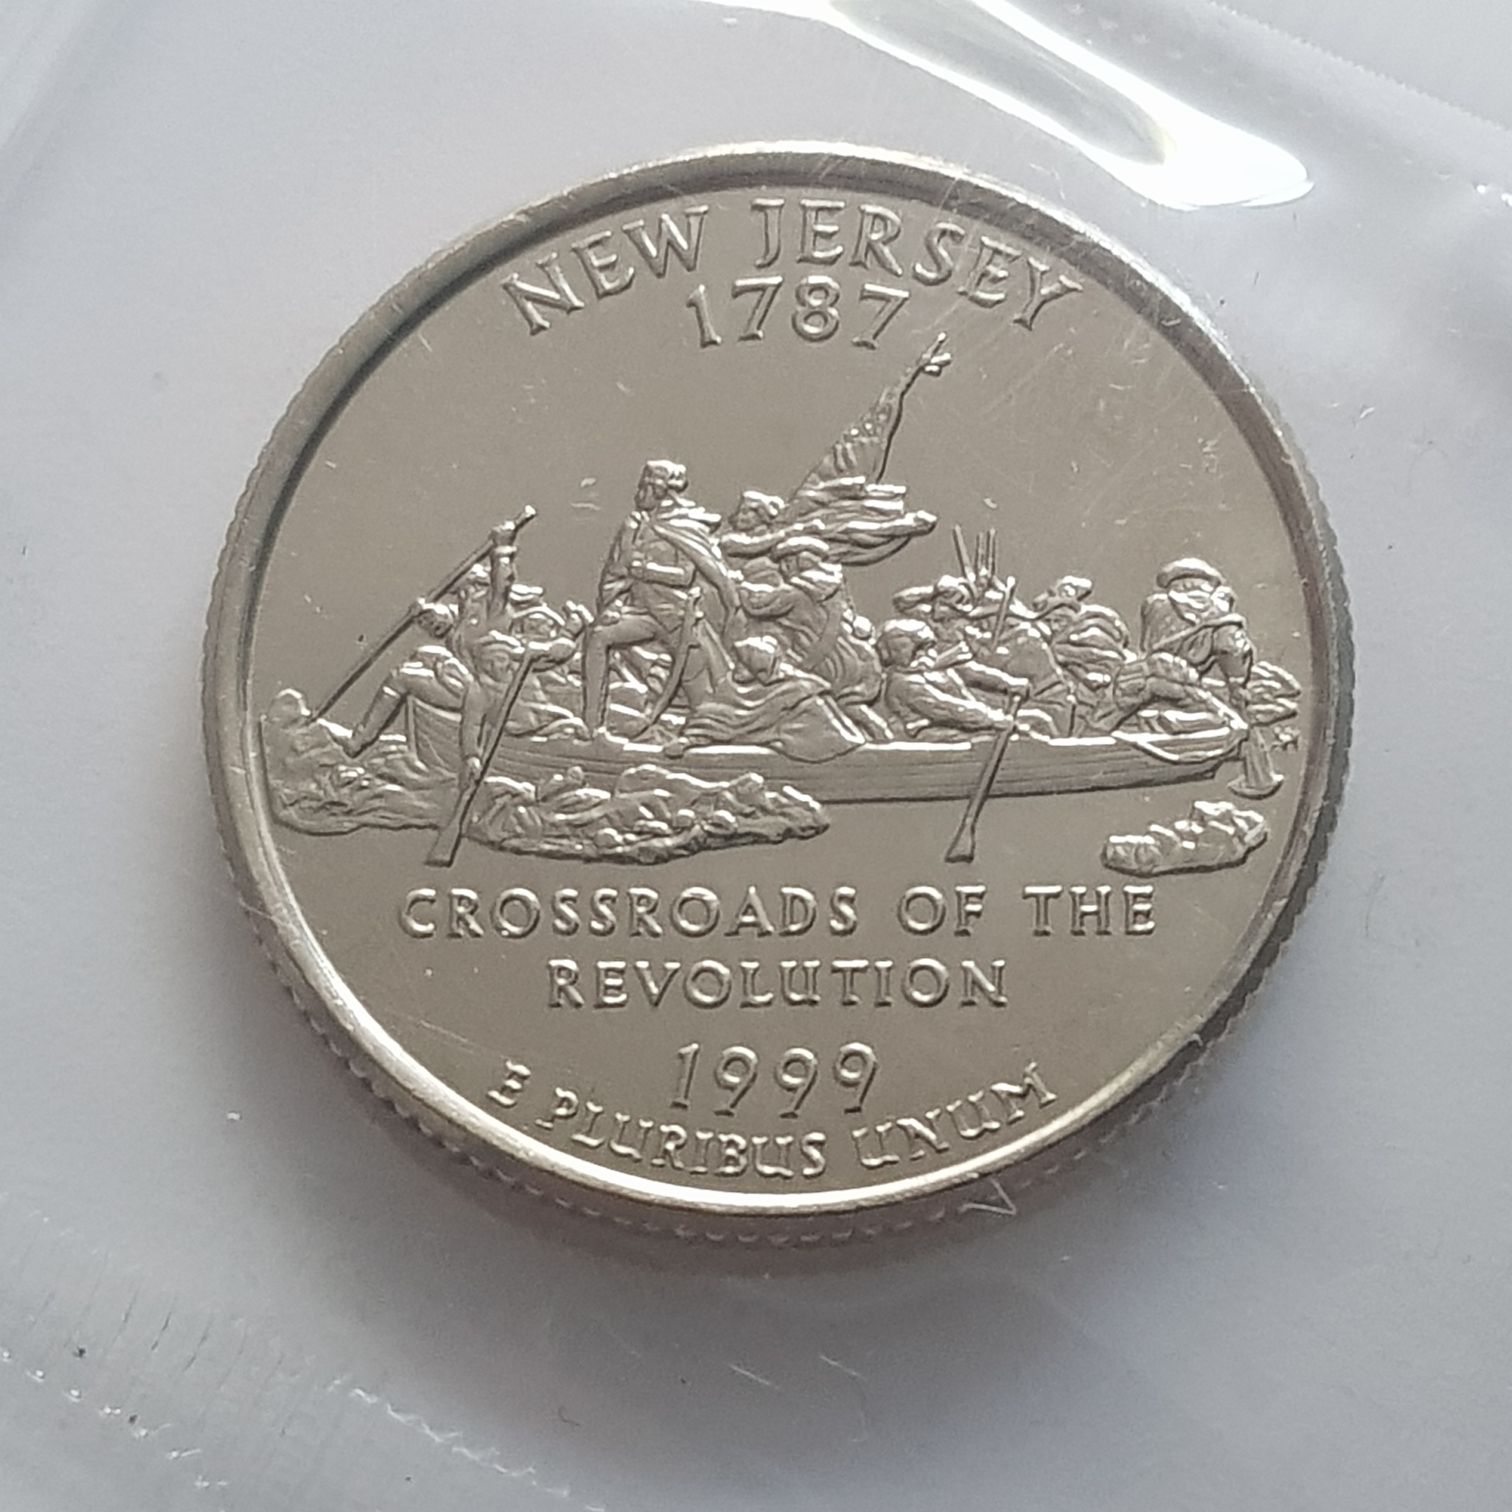 NEW JERSEY
1787
CROSSROADS OF THE
REVOLUTION
1999
E PLURIBUS UNUM